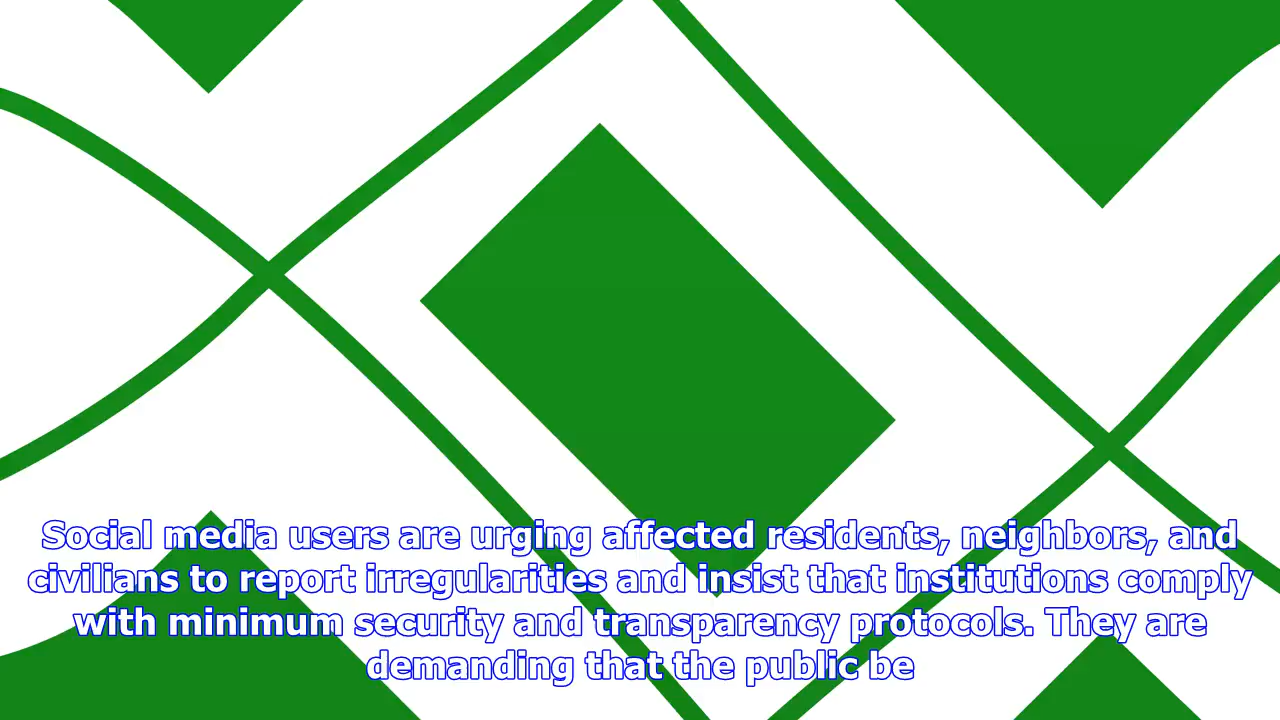 Social media users are urging affected residents, neighbors, and
civilians to report irregularities and insist that institutions comply
with minimum security and transparency protocols. They are
demanding that the public be